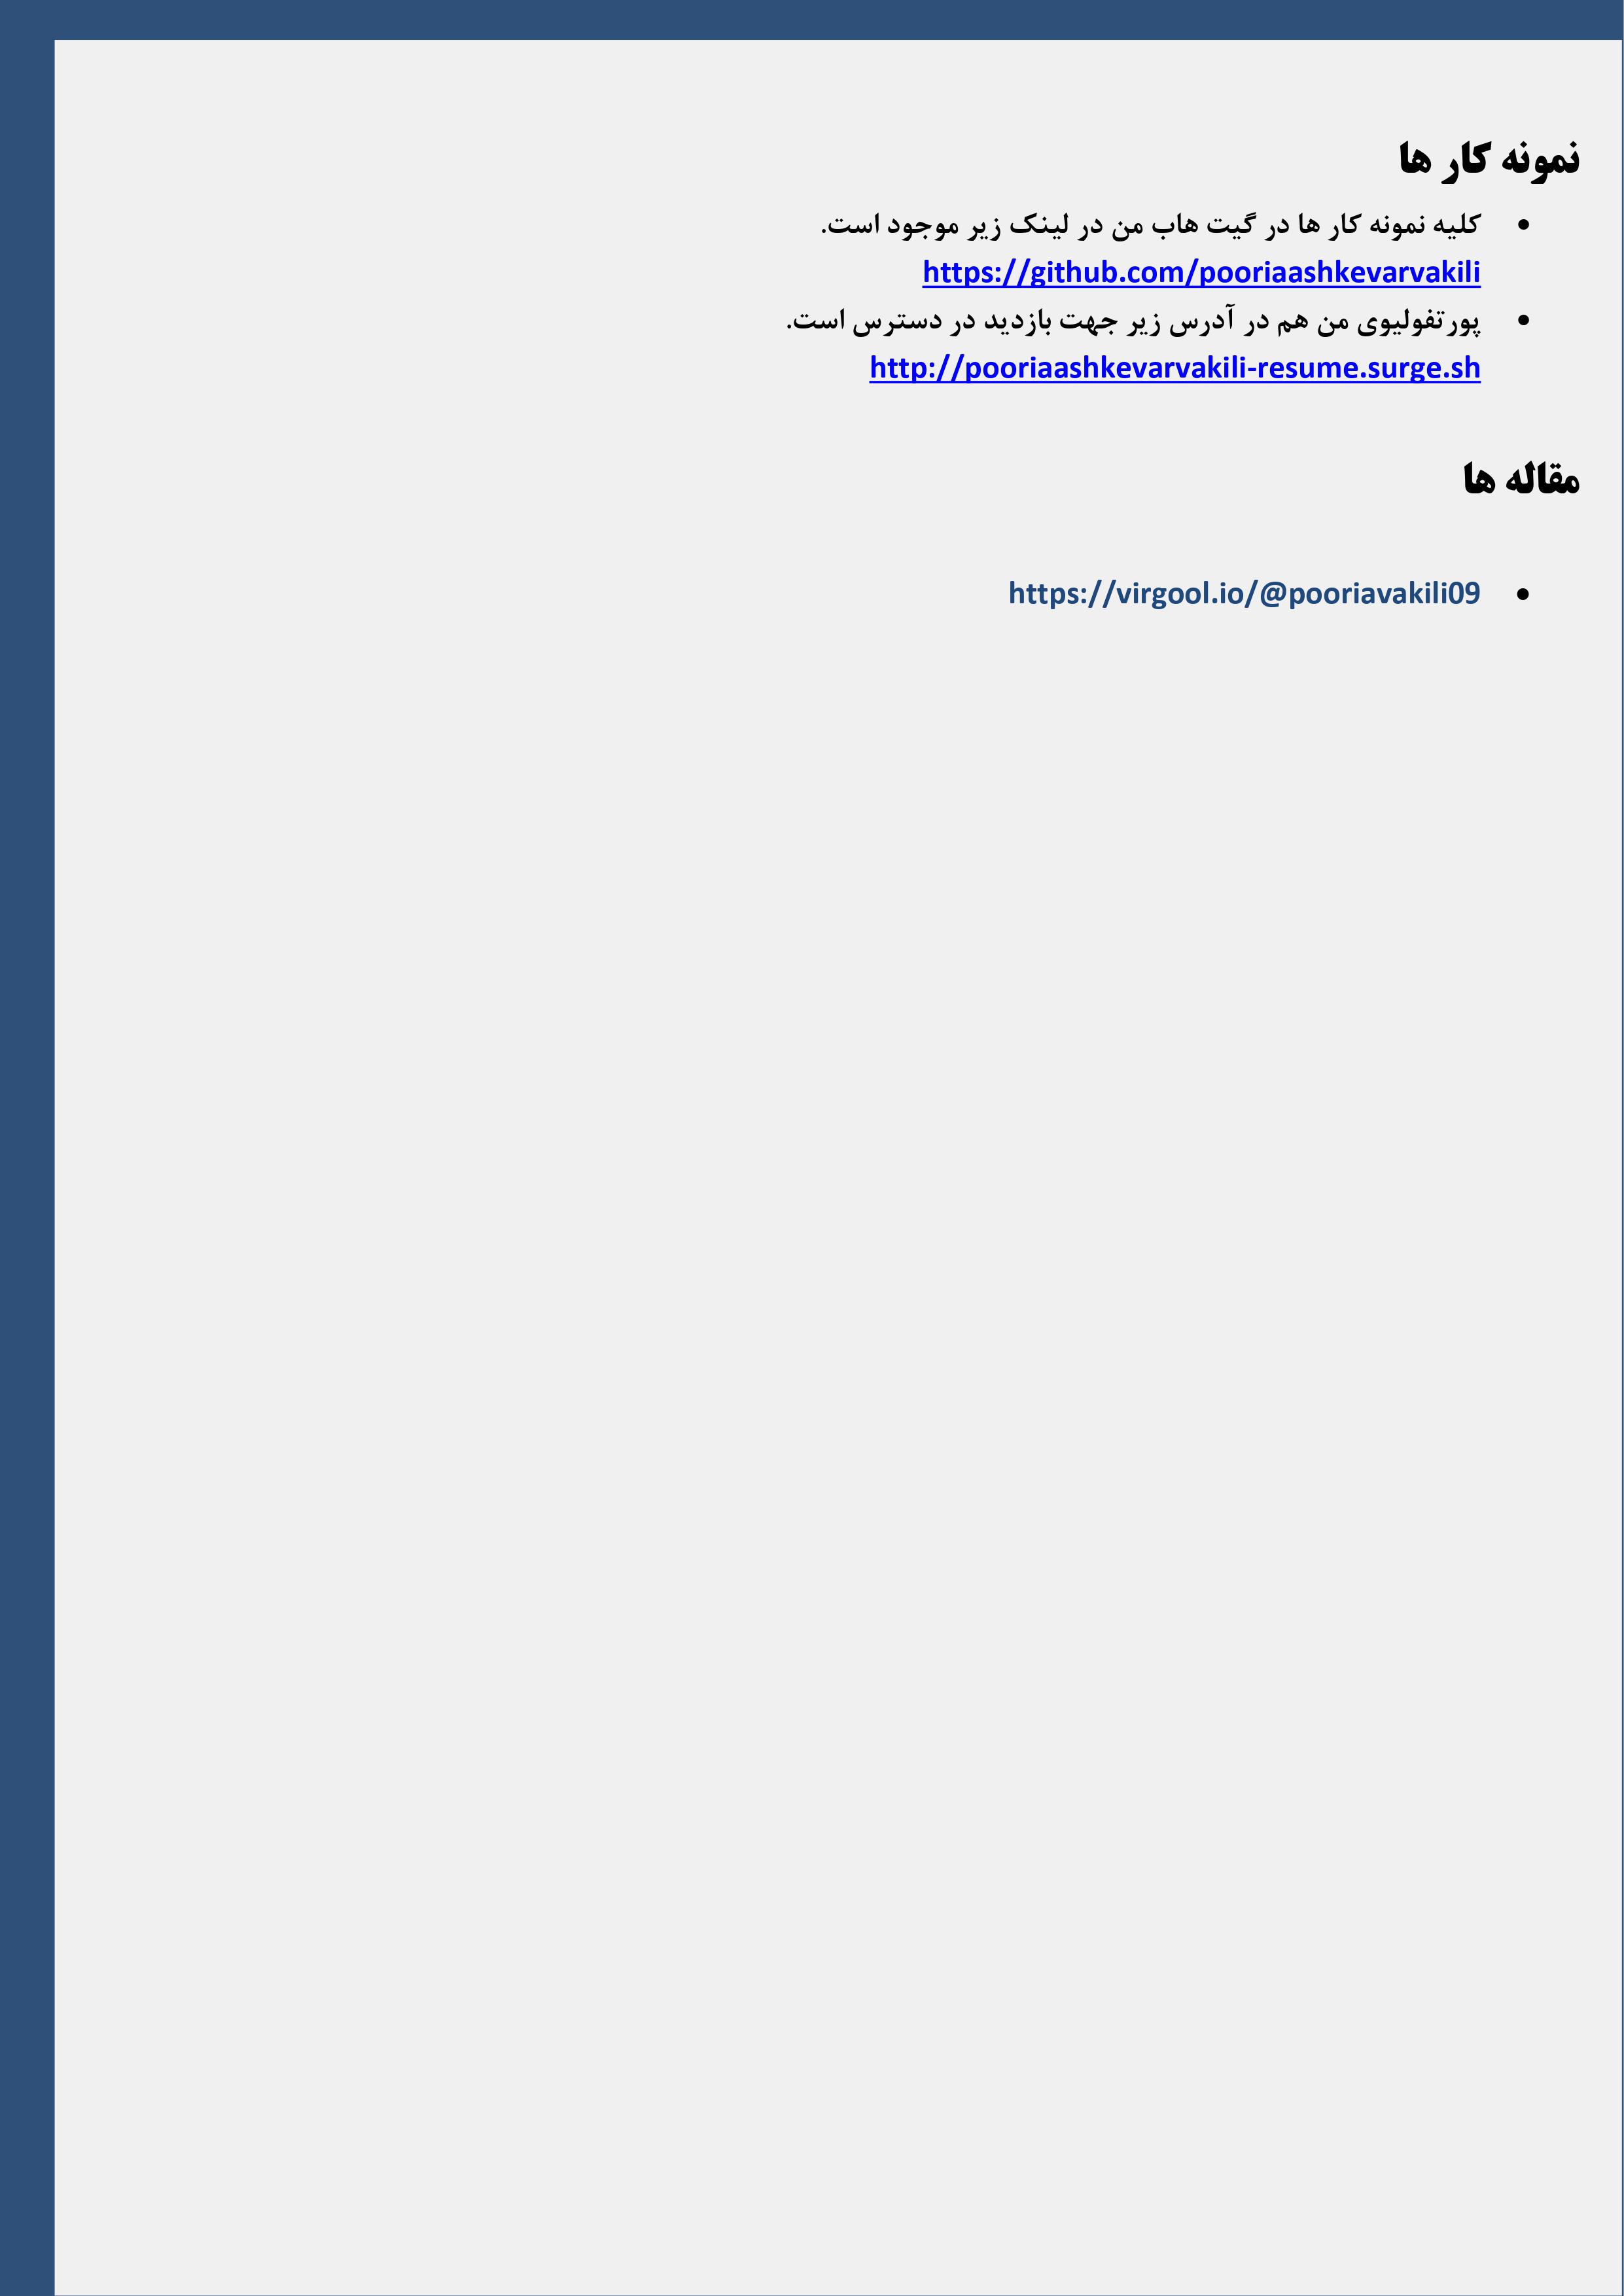 نمونه کار ها
• کلیه نمونه کار ها در گیت هاب من در لینک زیر موجود است.
https://github.com/pooriaashkevarvakili
• پورتفولیوی من هم در آدرس زیر جهت بازدید در دسترس است.
http://pooriaashkevarvakili-resume.surge.sh
مقاله ها
• https://virgool.io/@pooriavakili09